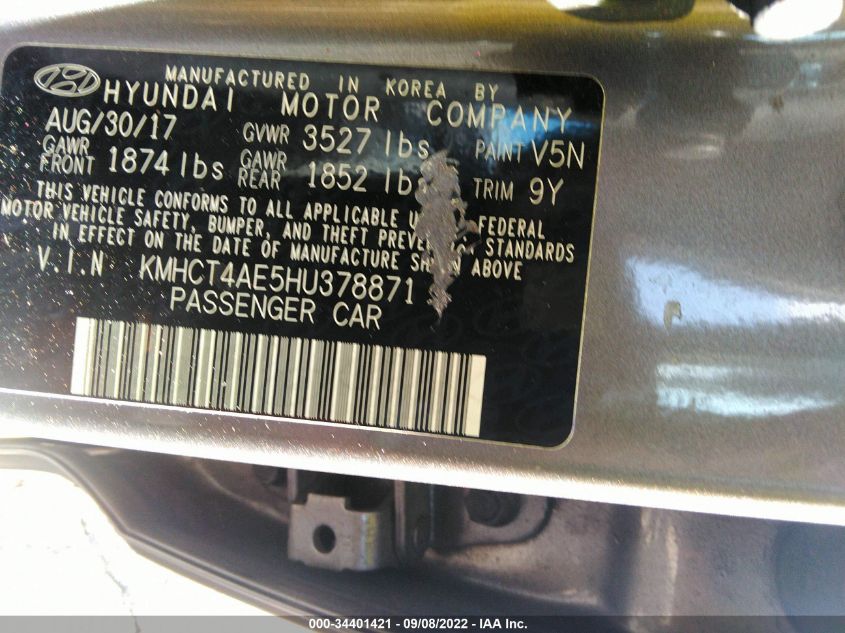 MANUFACTURED IN KOREA BY
HYUNDAI MOTOR COMPANY
AUG/30/17 GVWR 3527 lbs PAINT V5N
GAWR FRONT 1874 lbs GAWR REAR 1852 TRIM 9Y
THIS VEHICLE CONFORMS TO ALL APPLICABLE FEDERAL
MOTOR VEHICLE SAFETY, BUMPER, AND THEFT STANDARDS
IN EFFECT ON THE DATE OF MANUFACTURE ABOVE
V.I.N KMHCT4AE5HU378871
PASSENGER CAR
000-34401421 - 09/08/2022 - IAA Inc.